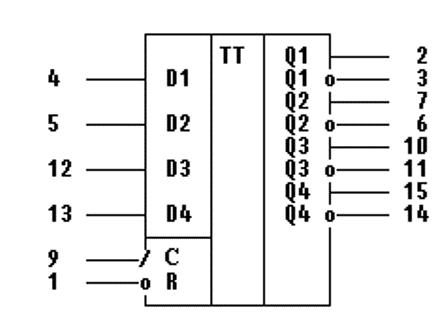 TT Q1 2
4 D1 Q1 3
Q2 7
5 D2 Q2 6
Q3 10
12 D3 Q3 11
Q4 15
13 D4 Q4 14
9 C
1 R